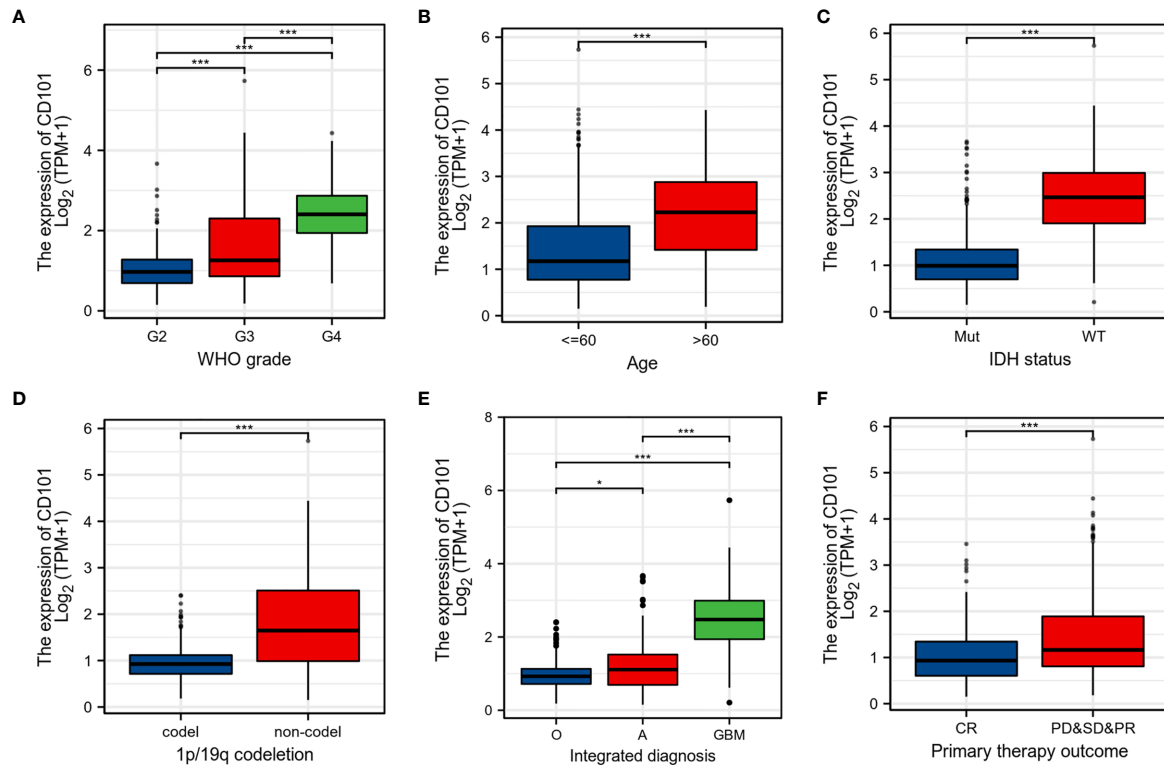 A
The expression of CD101
Log2 (TPM+1)
6
4
2
0
***
***
***
G2
G3
G4
WHO grade
B
The expression of CD101
Log2 (TPM+1)
6
5
4
3
2
1
0
***
<=60
>60
Age
C
The expression of CD101
Log2 (TPM+1)
6
5
4
3
2
1
0
***
Mut
WT
IDH status
D
The expression of CD101
Log2 (TPM+1)
6
5
4
3
2
1
0
***
codel
non-codel
1p/19q codeletion
E
The expression of CD101
Log2 (TPM+1)
8
6
4
2
0
***
***
*
O
A
GBM
Integrated diagnosis
F
The expression of CD101
Log2 (TPM+1)
6
5
4
3
2
1
0
***
CR
PD&SD&PR
Primary therapy outcome